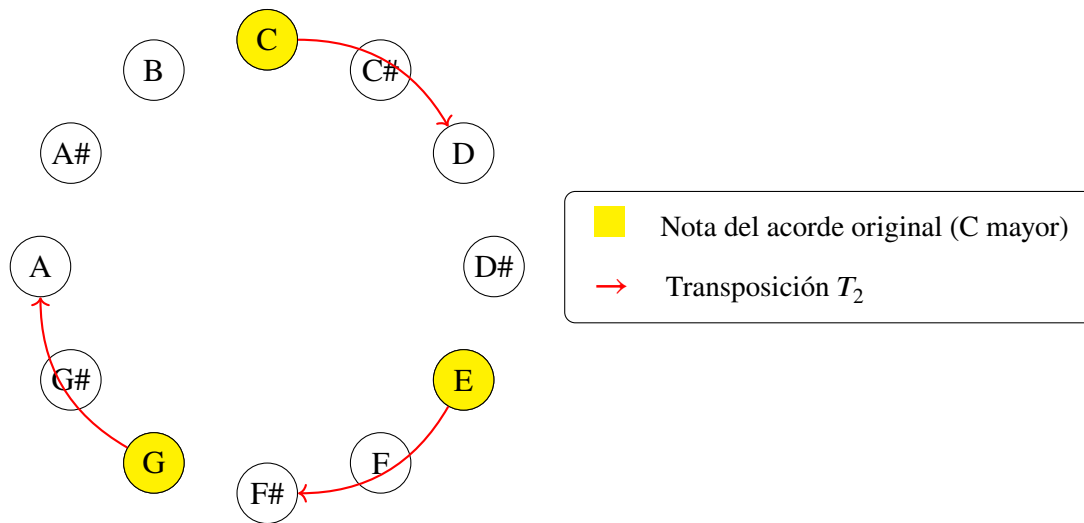 C
B
C#
A#
D
A
D#
G#
E
G
F
F#
Nota del acorde original (C mayor)
Transposición T₂